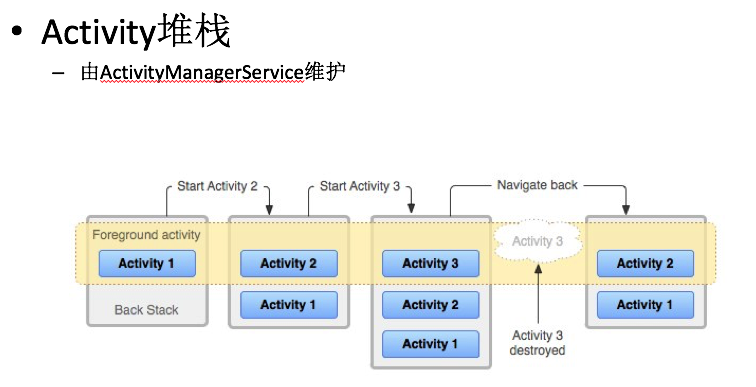 • Activity堆栈
– 由ActivityManagerService维护
Start Activity 2
Start Activity 3
Navigate back
Foreground activity
Activity 3
Activity 1
Activity 2
Activity 3
Activity 2
Back Stack
Activity 1
Activity 2
Activity 1
Activity 1
Activity 3
destroyed